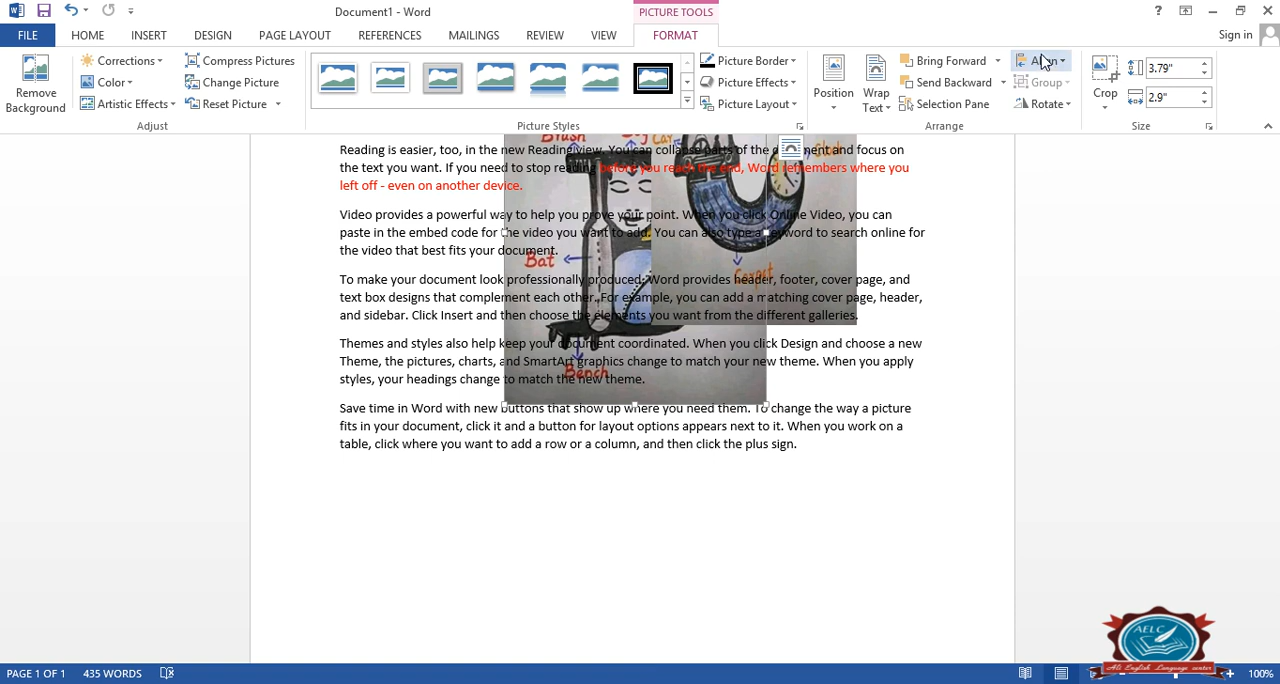 Document1 - Word
PICTURE TOOLS
? 
Sign in
FILE
HOME
INSERT
DESIGN
PAGE LAYOUT
REFERENCES
MAILINGS
REVIEW
VIEW
FORMAT
Remove Background
Corrections
Color
Artistic Effects
Compress Pictures
Change Picture
Reset Picture
Adjust
Picture Styles
Picture Border
Picture Effects
Picture Layout
Position
Wrap Text
Bring Forward
Send Backward
Selection Pane
Align
Group
Rotate
Arrange
Crop
3.79"
2.9"
Size
Reading is easier, too, in the new Reading view. You can collapse parts of the document and focus on
the text you want. If you need to stop reading before you reach the end, Word remembers where you
left off - even on another device.
Video provides a powerful way to help you prove your point. When you click Online Video, you can
paste in the embed code for the video you want to add. You can also type a keyword to search online for
the video that best fits your document.
To make your document look professionally produced, Word provides header, footer, cover page, and
text box designs that complement each other. For example, you can add a matching cover page, header,
and sidebar. Click Insert and then choose the elements you want from the different galleries.
Themes and styles also help keep your document coordinated. When you click Design and choose a new
Theme, the pictures, charts, and SmartArt graphics change to match your new theme. When you apply
styles, your headings change to match the new theme.
Save time in Word with new buttons that show up where you need them. To change the way a picture
fits in your document, click it and a button for layout options appears next to it. When you work on a
table, click where you want to add a row or a column, and then click the plus sign.
Brush
Bat
Bench
Carpet
AELC
Ali English Language center
PAGE 1 OF 1
435 WORDS
100%